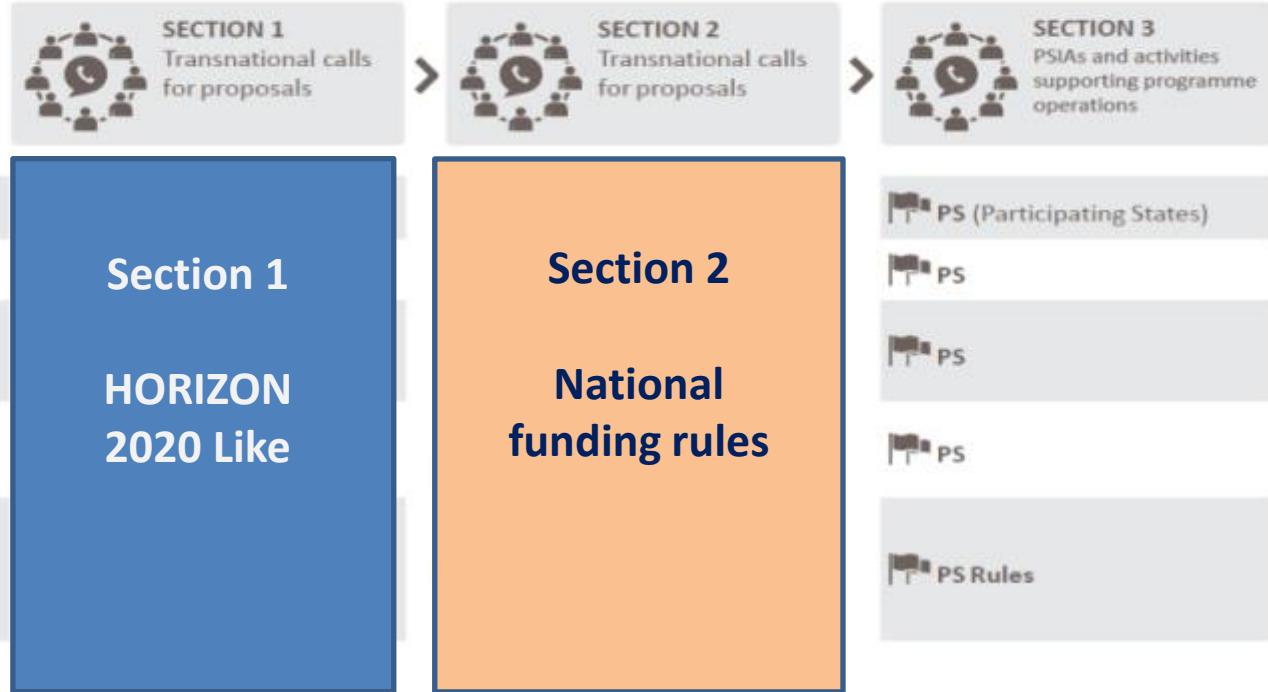 SECTION 1
Transnational calls
for proposals
SECTION 2
Transnational calls
for proposals
SECTION 3
PSIAs and activities
supporting programme
operations
Section 1
HORIZON
2020 Like
Section 2
National
funding rules
PS (Participating States)
PS
PS
PS
PS Rules